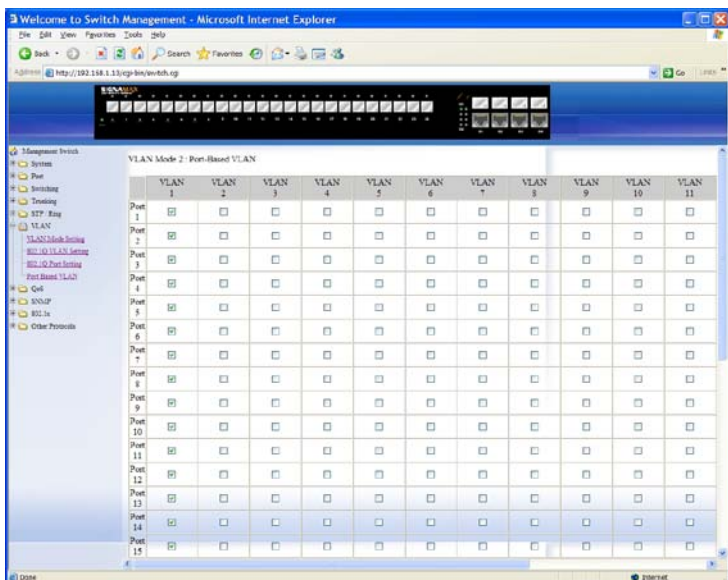 Welcome to Switch Management - Microsoft Internet Explorer
File Edit View Favorites Tools Help
Back Search Favorites
Address http://192.168.1.13/cgi-bin/switch.cgi Go Links
SIGNAMAX
Management Switch
System
Port
Switching
Trunking
STP / Ring
VLAN
VLAN Mode Setting
802.1Q VLAN Setting
802.1Q Port Setting
Port Based VLAN
QoS
SNMP
802.1x
Other Protocols
VLAN Mode 2 : Port-Based VLAN
VLAN 1 VLAN 2 VLAN 3 VLAN 4 VLAN 5 VLAN 6 VLAN 7 VLAN 8 VLAN 9 VLAN 10 VLAN 11
Port 1
Port 2
Port 3
Port 4
Port 5
Port 6
Port 7
Port 8
Port 9
Port 10
Port 11
Port 12
Port 13
Port 14
Port 15
Done Internet